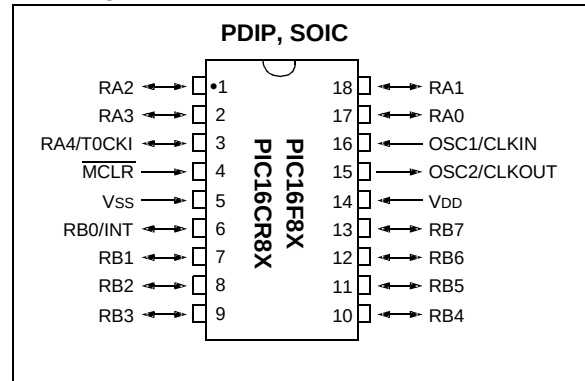 PDIP, SOIC
RA2 •1 18 RA1
RA3 2 17 RA0
RA4/T0CKI 3 16 OSC1/CLKIN
MCLR 4 15 OSC2/CLKOUT
VSS 5 14 VDD
RB0/INT 6 13 RB7
RB1 7 12 RB6
RB2 8 11 RB5
RB3 9 10 RB4
PIC16F8X
PIC16CR8X